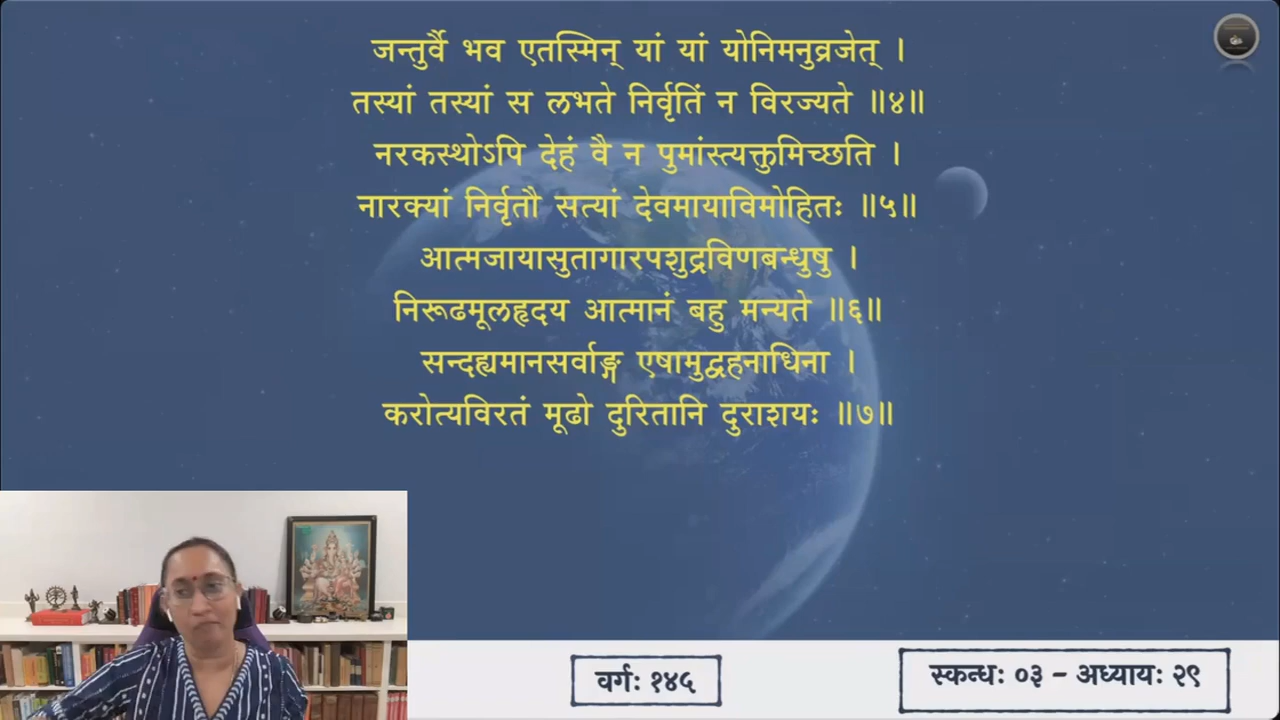 जन्तुर्वै भव एतस्मिन् यां यां योनिमनुव्रजेत् ।
तस्यां तस्यां स लभते निर्वृतिं न विरज्यते ॥४॥
नरकस्थोऽपि देहं वै न पुमांस्त्यक्तुमिच्छति ।
नारक्यां निर्वृतौ सत्यां देवमायाविमोहितः ॥५॥
आत्मजायासुतागारपशुद्रविणबन्धुषु ।
निरूढमूलहृदय आत्मानं बहु मन्यते ॥६॥
सन्दह्यमानसर्वाङ्ग एषामुद्वहनाधिना ।
करोत्यविरतं मूढो दुरितानि दुराशयः ॥७॥
वर्गः १४५
स्कन्धः ०३ - अध्यायः २९